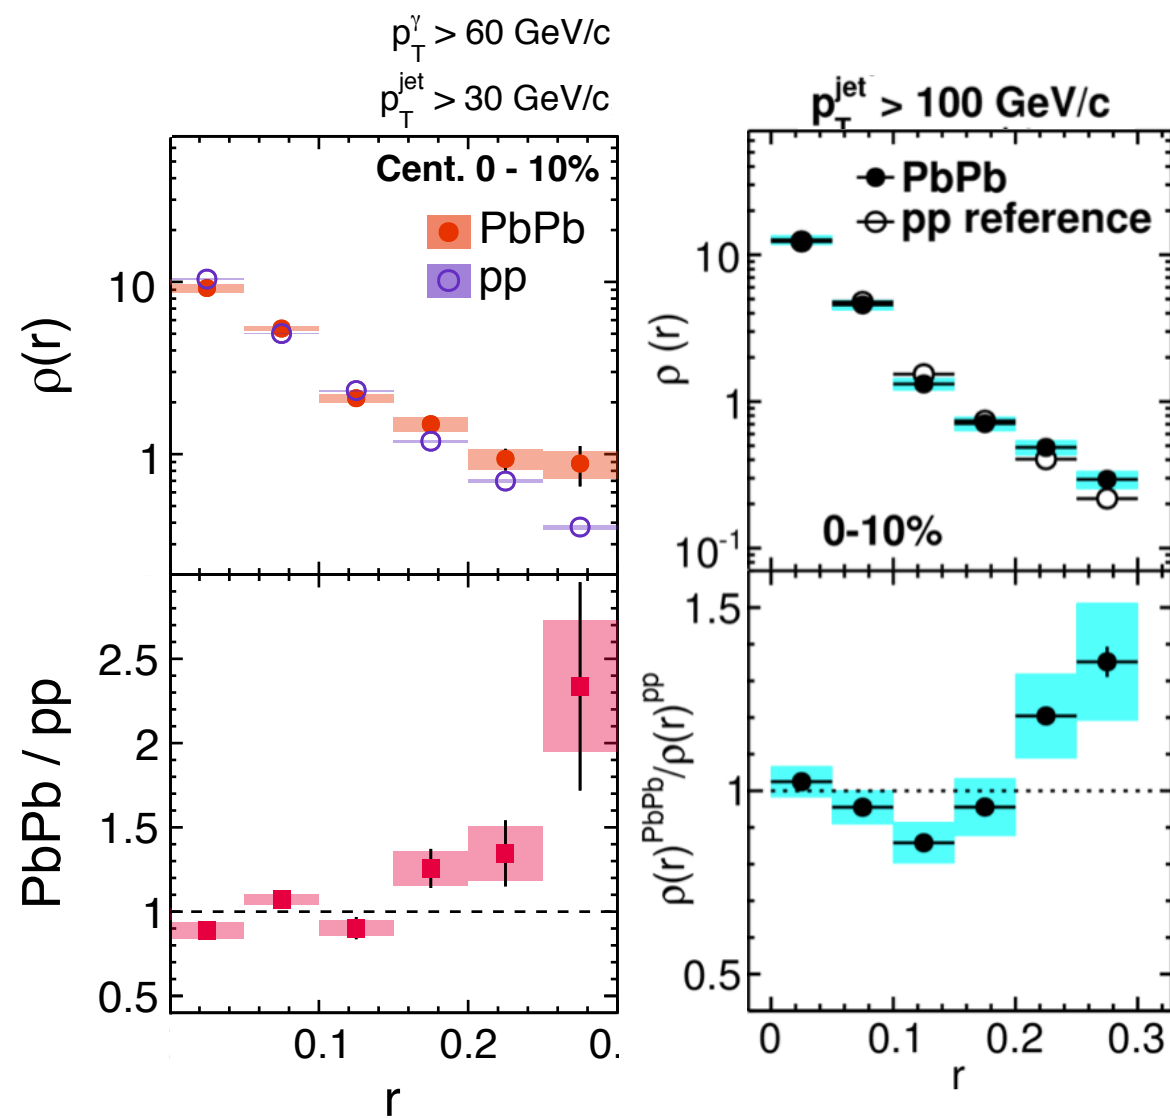 p_T^γ > 60 GeV/c
p_T^jet > 30 GeV/c
Cent. 0 - 10%
PbPb
pp
10
1
ρ(r)
2.5
2
1.5
1
0.5
PbPb / pp
0.1
0.2
0.
r
p_T^jet > 100 GeV/c
PbPb
pp reference
10
1
10^-1
ρ (r)
0-10%
1.5
1
0.5
ρ(r)^PbPb/ρ(r)^pp
0
0.1
0.2
0.3
r